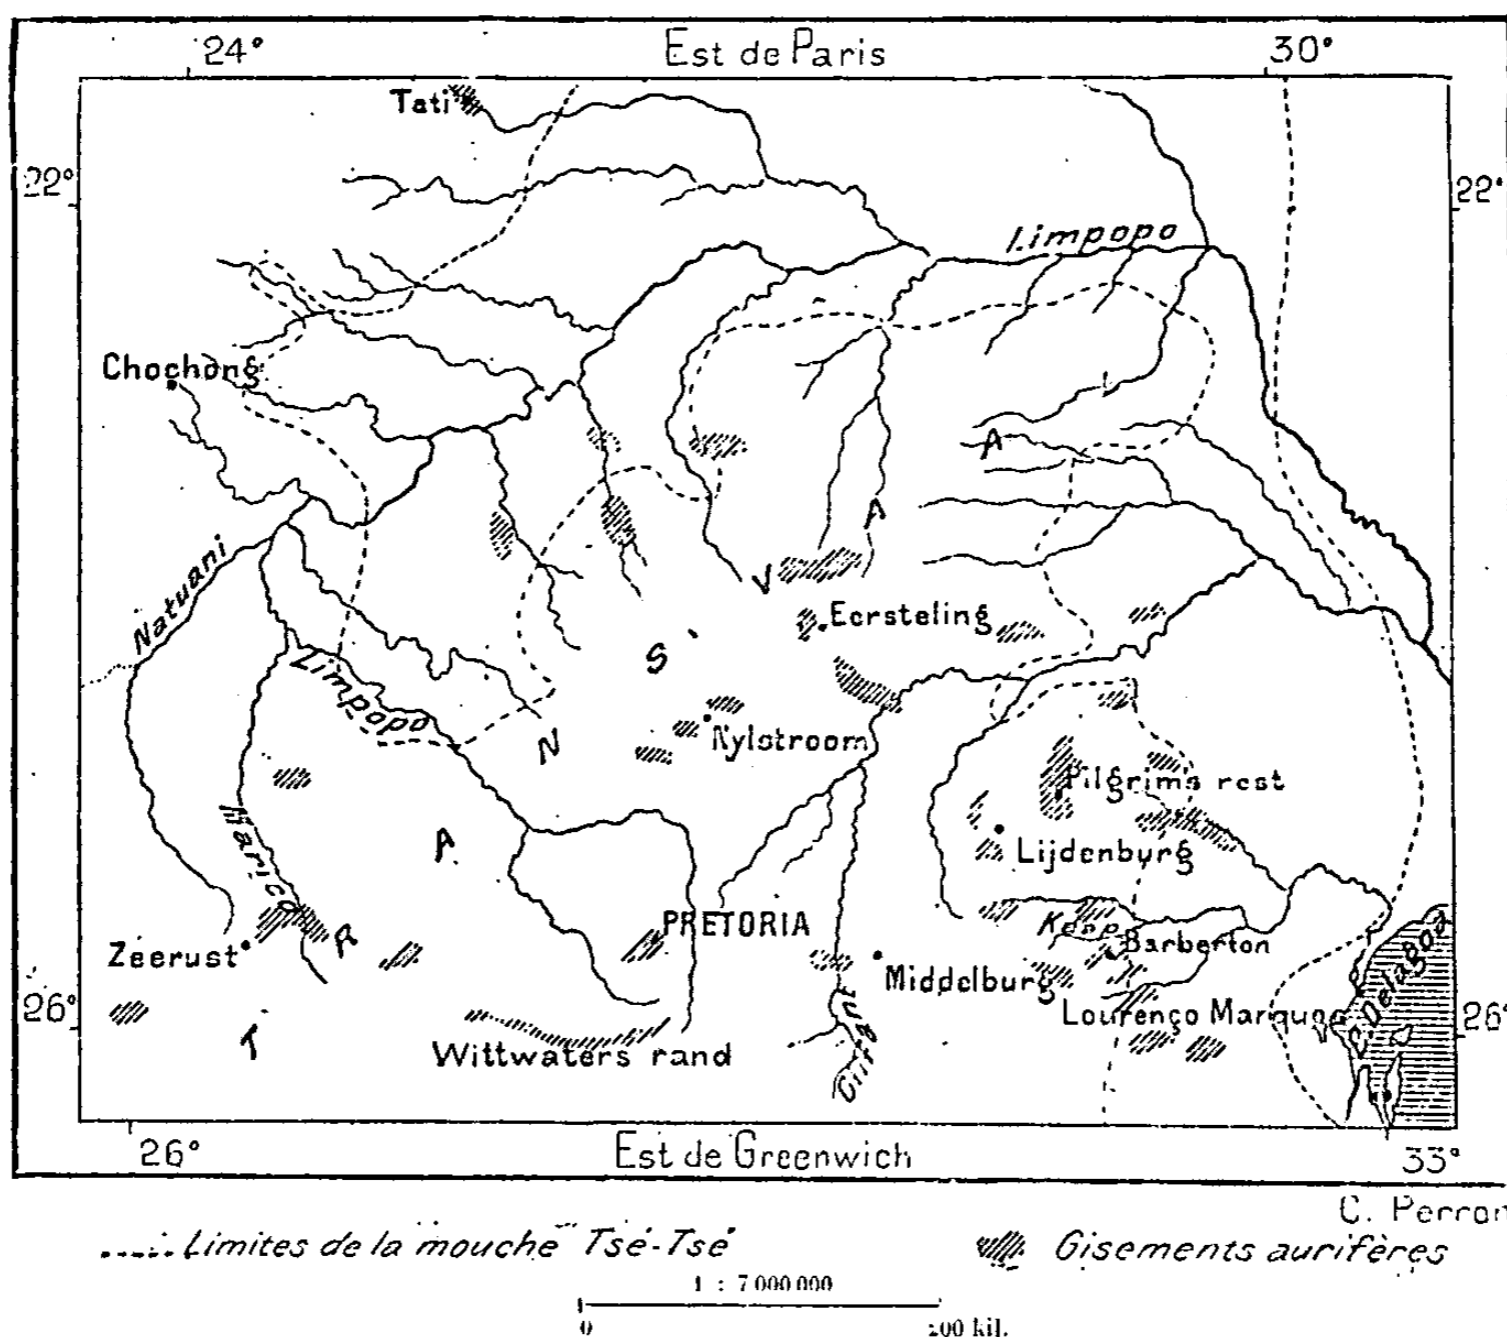 24° Est de Paris 30°
Tati
22° 22°
Limpopo
Chochong
Natuani
Limpopo
Eersteling
Nylstroom
Pilgrims rest
Lijdenburg
Marico
PRETORIA
Kaap
Barberton
Zeerust
Middelburg
26° 26°
Lourenço Marques
Delagoa
Wittwaters rand
Olifant
T R A N S V A A L
26° Est de Greenwich 33°
C. Perron
Limites de la mouche Tsé-Tsé
Gisements aurifères
1 : 7 000 000
0 200 kil.